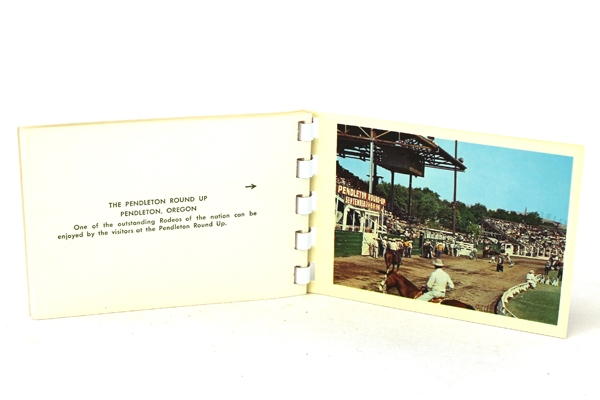 THE PENDLETON ROUND UP
PENDLETON, OREGON
One of the outstanding Rodeos of the nation can be
enjoyed by the visitors at the Pendleton Round Up.
PENDLETON ROUND-UP
SEPTEMBER